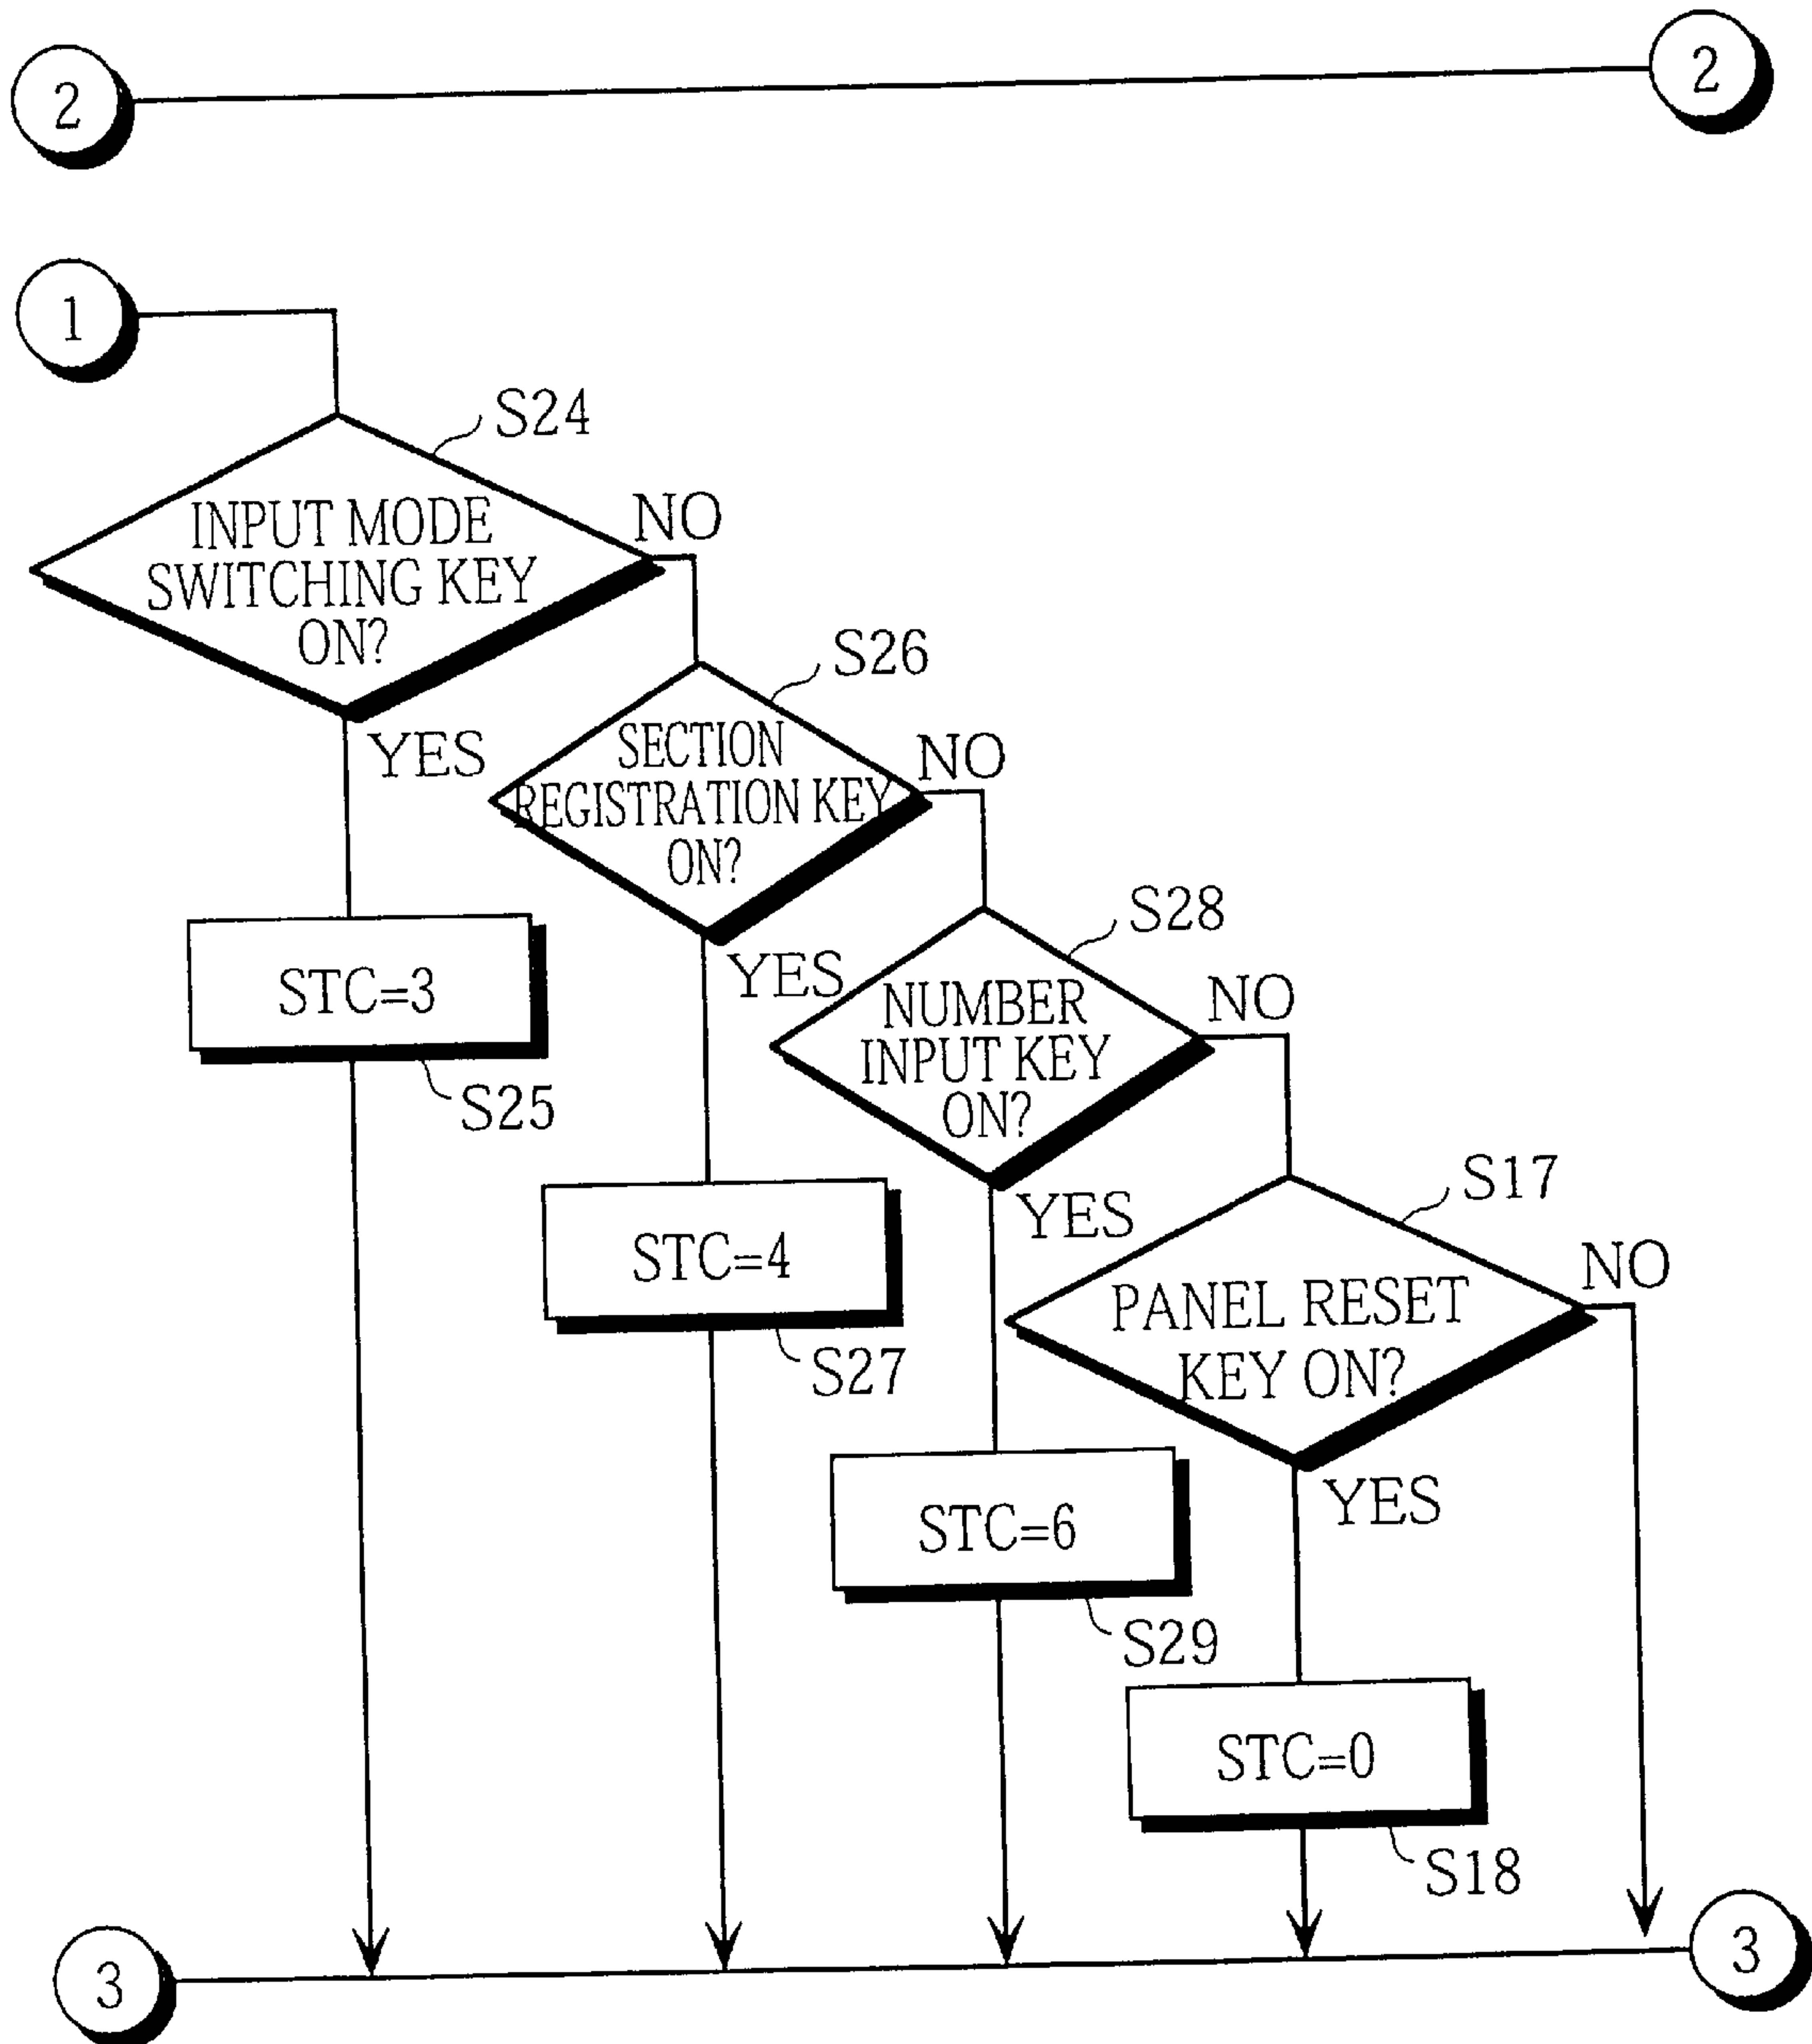 2
2
1
S24
INPUT MODE
SWITCHING KEY
ON?
NO
YES
S26
SECTION
REGISTRATION KEY
ON?
NO
YES
STC=3
S25
S28
NUMBER
INPUT KEY
ON?
NO
YES
STC=4
S27
S17
PANEL RESET
KEY ON?
NO
YES
STC=6
S29
STC=0
S18
3
3